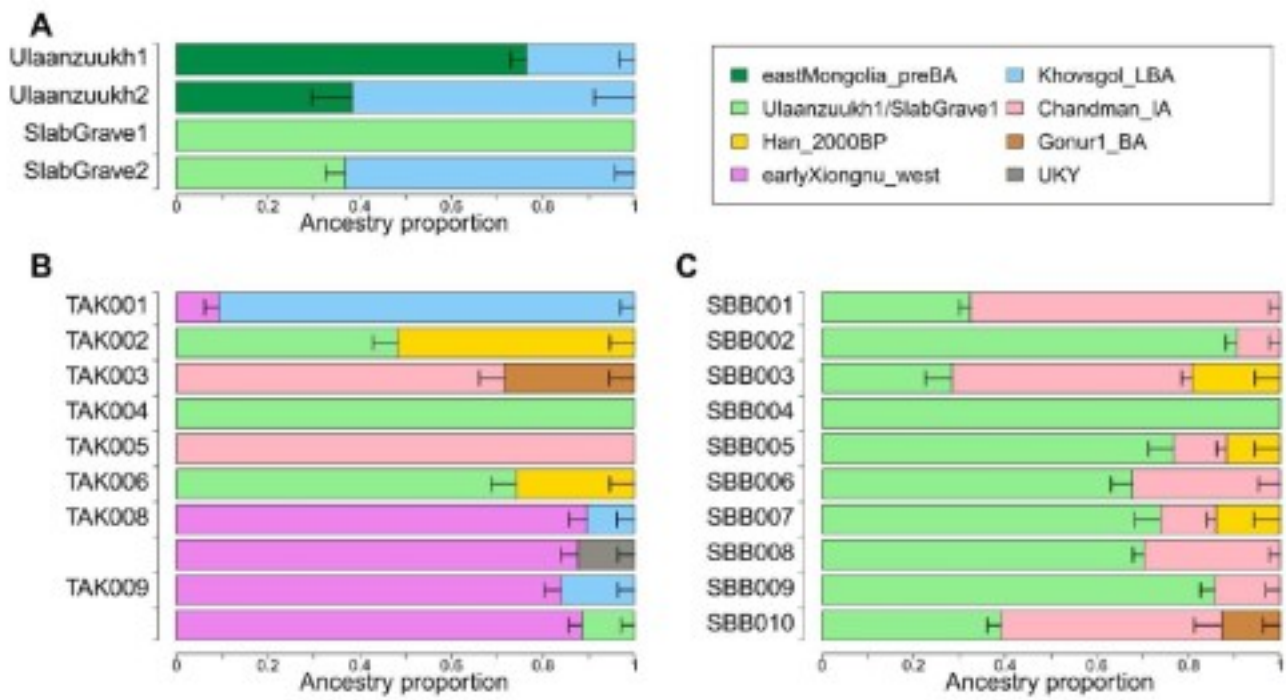 A
Ulaanzuukh1
Ulaanzuukh2
SlabGrave1
SlabGrave2
0 0.2 0.4 0.6 0.8 1
Ancestry proportion
eastMongolia_preBA
Ulaanzuukh1/SlabGrave1
Han_2000BP
earlyXiongnu_west
Khovsgol_LBA
Chandman_IA
Gonur1_BA
UKY
B
TAK001
TAK002
TAK003
TAK004
TAK005
TAK006
TAK008
TAK009
0 0.2 0.4 0.6 0.8 1
Ancestry proportion
C
SBB001
SBB002
SBB003
SBB004
SBB005
SBB006
SBB007
SBB008
SBB009
SBB010
0 0.2 0.4 0.6 0.8 1
Ancestry proportion